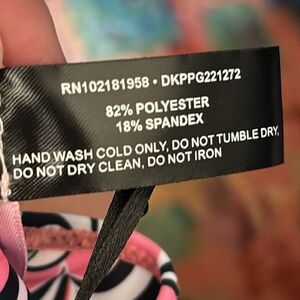 RN102181958 • DKPPG221272
82% POLYESTER
18% SPANDEX
HAND WASH COLD ONLY, DO NOT TUMBLE DRY,
DO NOT DRY CLEAN, DO NOT IRON